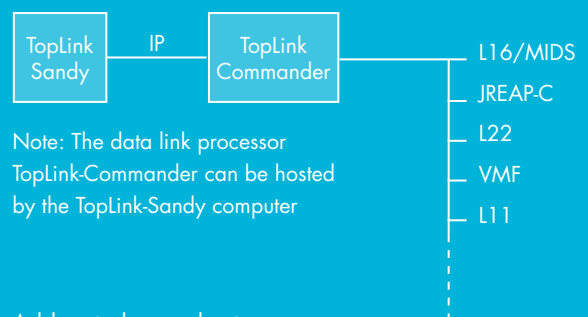 TopLink
Sandy
IP
TopLink
Commander
L16/MIDS
JREAP-C
L22
VMF
L11
Note: The data link processor
TopLink-Commander can be hosted
by the TopLink-Sandy computer